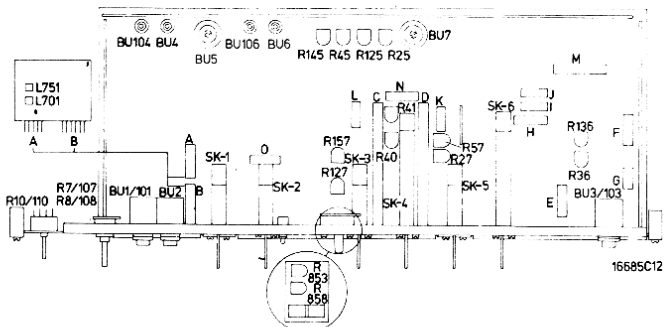 BU104 BU4 BU5 BU106 BU6 R145 R45 R125 R25 BU7
M
L751
L701
A B
L C N D K J
R41 SK-6 I
H
A R157 R57 R136 F
SK-1 O SK-3 R40 R27
R127 R36 G
R7/107 BU1/101 BU2 B SK-2 SK-5 E BU3/103
R10/110 R8/108 SK-4
16685C12
R
853
R
858